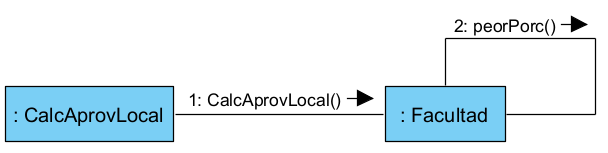 2: peorPorc()
1: CalcAprovLocal()
: CalcAprovLocal
: Facultad